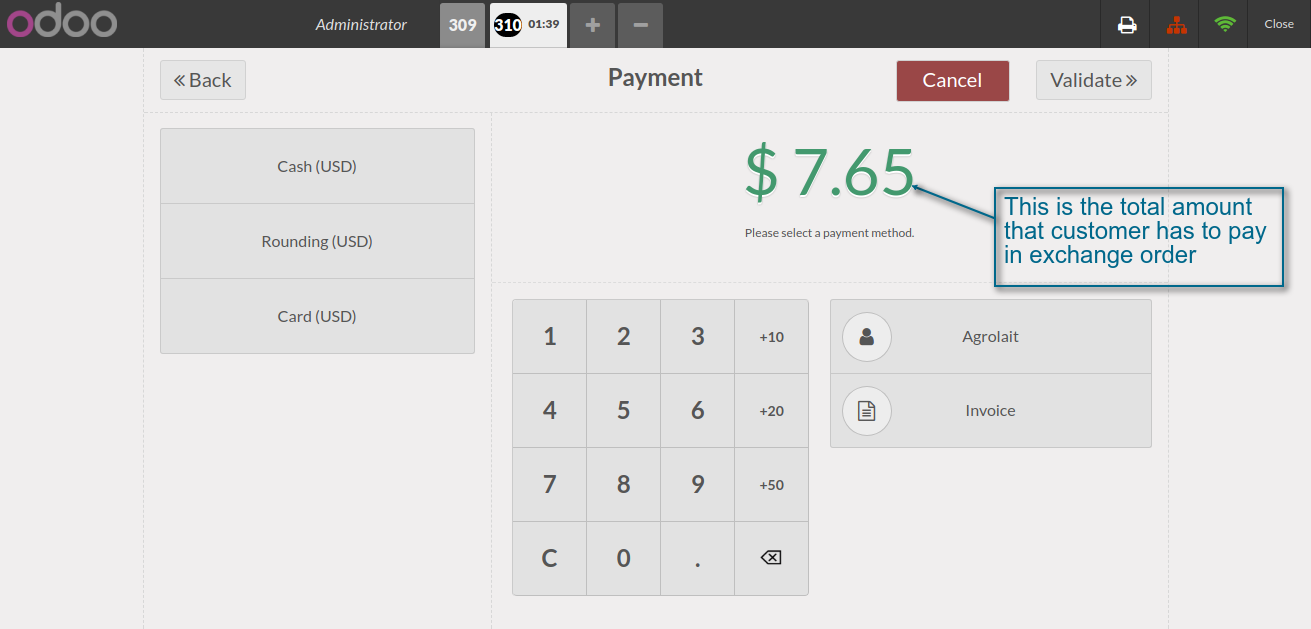 odoo
Administrator
309
310 01:39
+
−
Close
« Back
Payment
Cancel
Validate »
Cash (USD)
Rounding (USD)
Card (USD)
$ 7.65
Please select a payment method.
This is the total amount
that customer has to pay
in exchange order
1 2 3 +10
4 5 6 +20
7 8 9 +50
C 0 .
Agrolait
Invoice